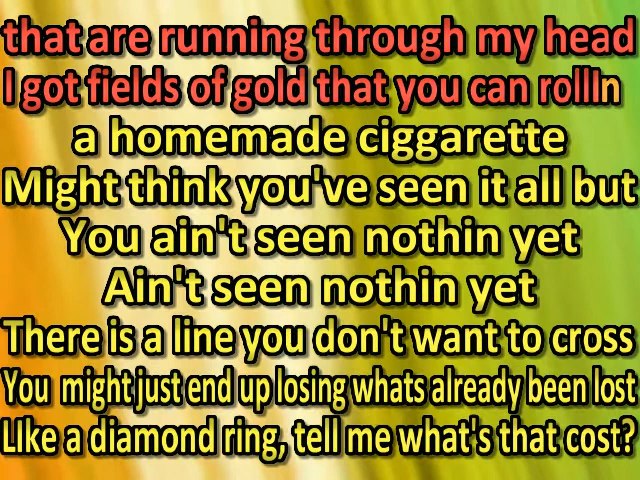 that are running through my head
I got fields of gold that you can rollIn
a homemade ciggarette
Might think you've seen it all but
You ain't seen nothin yet
Ain't seen nothin yet
There is a line you don't want to cross
You  might just end up losing whats already been lost
LIke a diamond ring, tell me what's that cost?